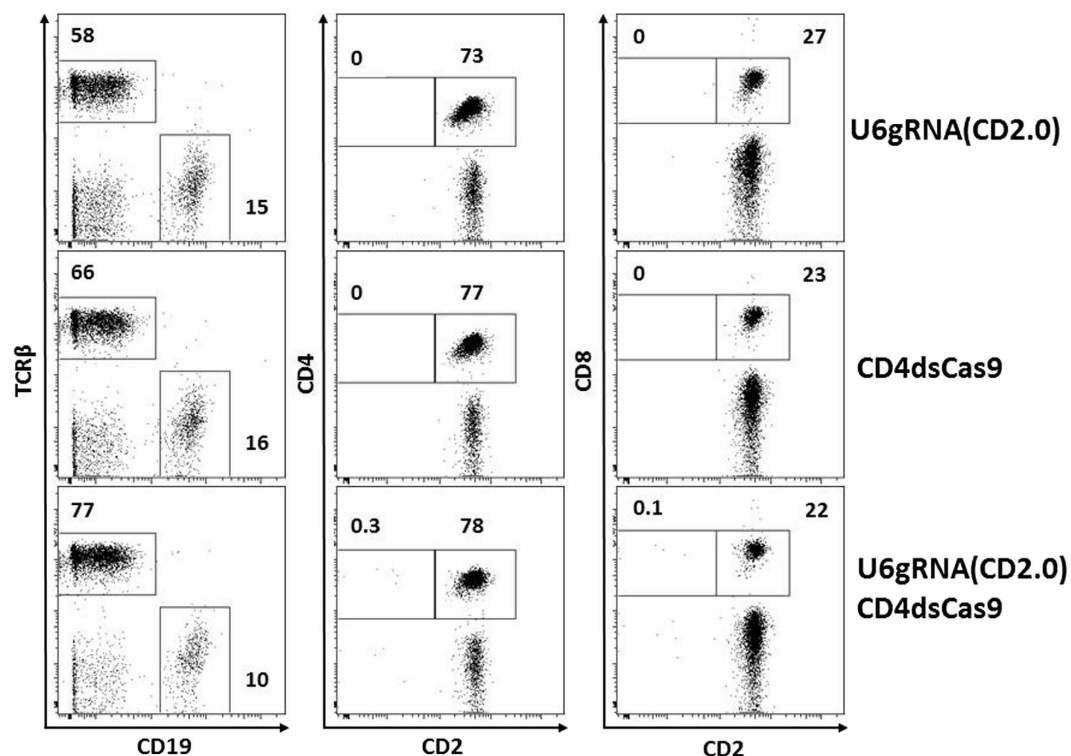 58
0
73
0
27
U6gRNA(CD2.0)
15
66
0
77
0
23
TCRβ
CD4
CD8
CD4dsCas9
16
77
0.3
78
0.1
22
U6gRNA(CD2.0)
CD4dsCas9
10
CD19
CD2
CD2